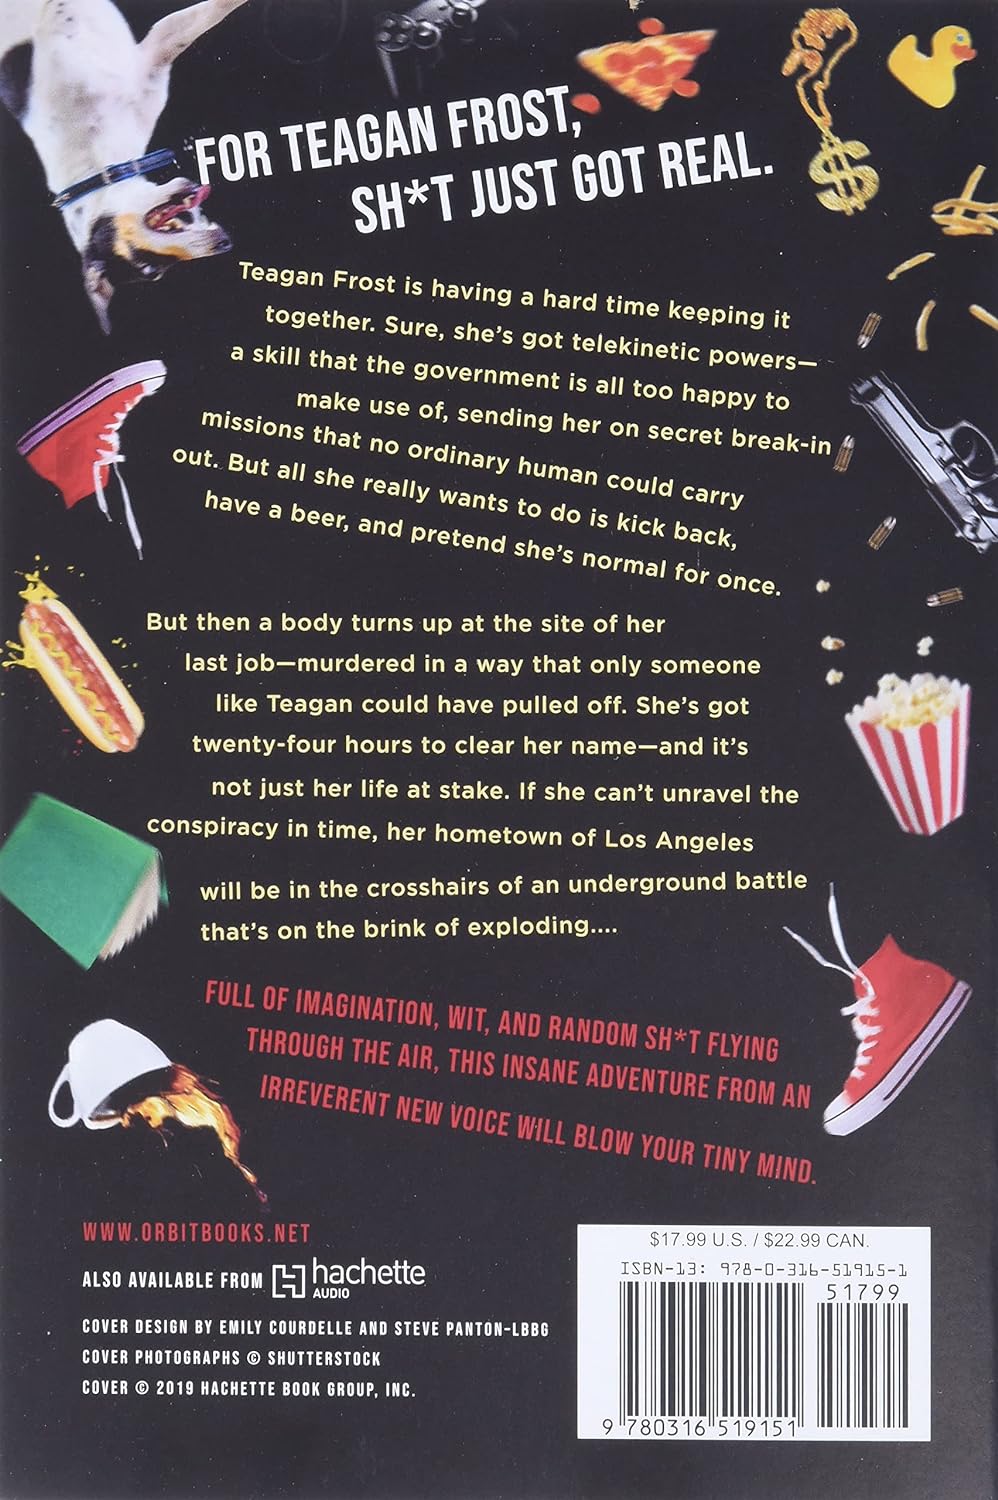 FOR TEAGAN FROST,
SH*T JUST GOT REAL.
Teagan Frost is having a hard time keeping it
together. Sure, she's got telekinetic powers—
a skill that the government is all too happy to
make use of, sending her on secret break-in
missions that no ordinary human could carry
out. But all she really wants to do is kick back,
have a beer, and pretend she's normal for once.
But then a body turns up at the site of her
last job—murdered in a way that only someone
like Teagan could have pulled off. She's got
twenty-four hours to clear her name—and it's
not just her life at stake. If she can't unravel the
conspiracy in time, her hometown of Los Angeles
will be in the crosshairs of an underground battle
that's on the brink of exploding....
FULL OF IMAGINATION, WIT, AND RANDOM SH*T FLYING
THROUGH THE AIR, THIS INSANE ADVENTURE FROM AN
IRREVERENT NEW VOICE WILL BLOW YOUR TINY MIND.
WWW.ORBITBOOKS.NET
ALSO AVAILABLE FROM hachette
AUDIO
COVER DESIGN BY EMILY COURDELLE AND STEVE PANTON-LBBG
COVER PHOTOGRAPHS © SHUTTERSTOCK
COVER © 2019 HACHETTE BOOK GROUP, INC.
$17.99 U.S. / $22.99 CAN.
ISBN-13: 978-0-316-51915-1
51799
9 780316 519151